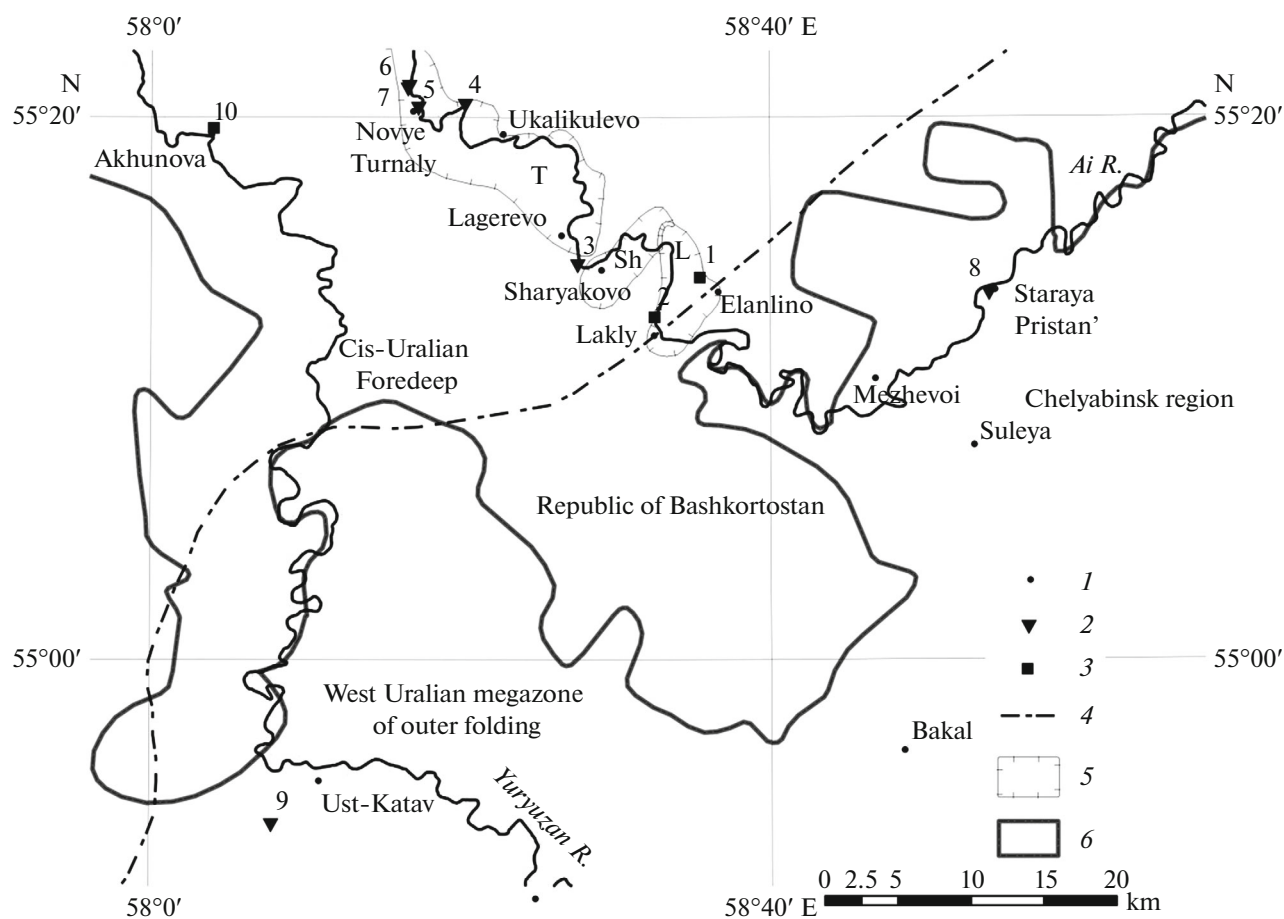 58°0′
58°40′ E
N
N
55°20′
55°20′
6
7
5
4
10
Akhunova
Novye
Turnaly
Ukalikulevo
T
Lagerevo
3
Sh
Sharyakovo
L
1
2
Elanlino
Lakly
Ai R.
8
Staraya
Pristan’
Cis-Uralian
Foredeep
Mezhevoi
Chelyabinsk region
Suleya
Republic of Bashkortostan
1
2
3
4
5
6
55°00′
55°00′
West Uralian megazone
of outer folding
Bakal
9
Ust-Katav
Yuryuzan R.
0 2.5 5 10 15 20
km
58°0′
58°40′ E